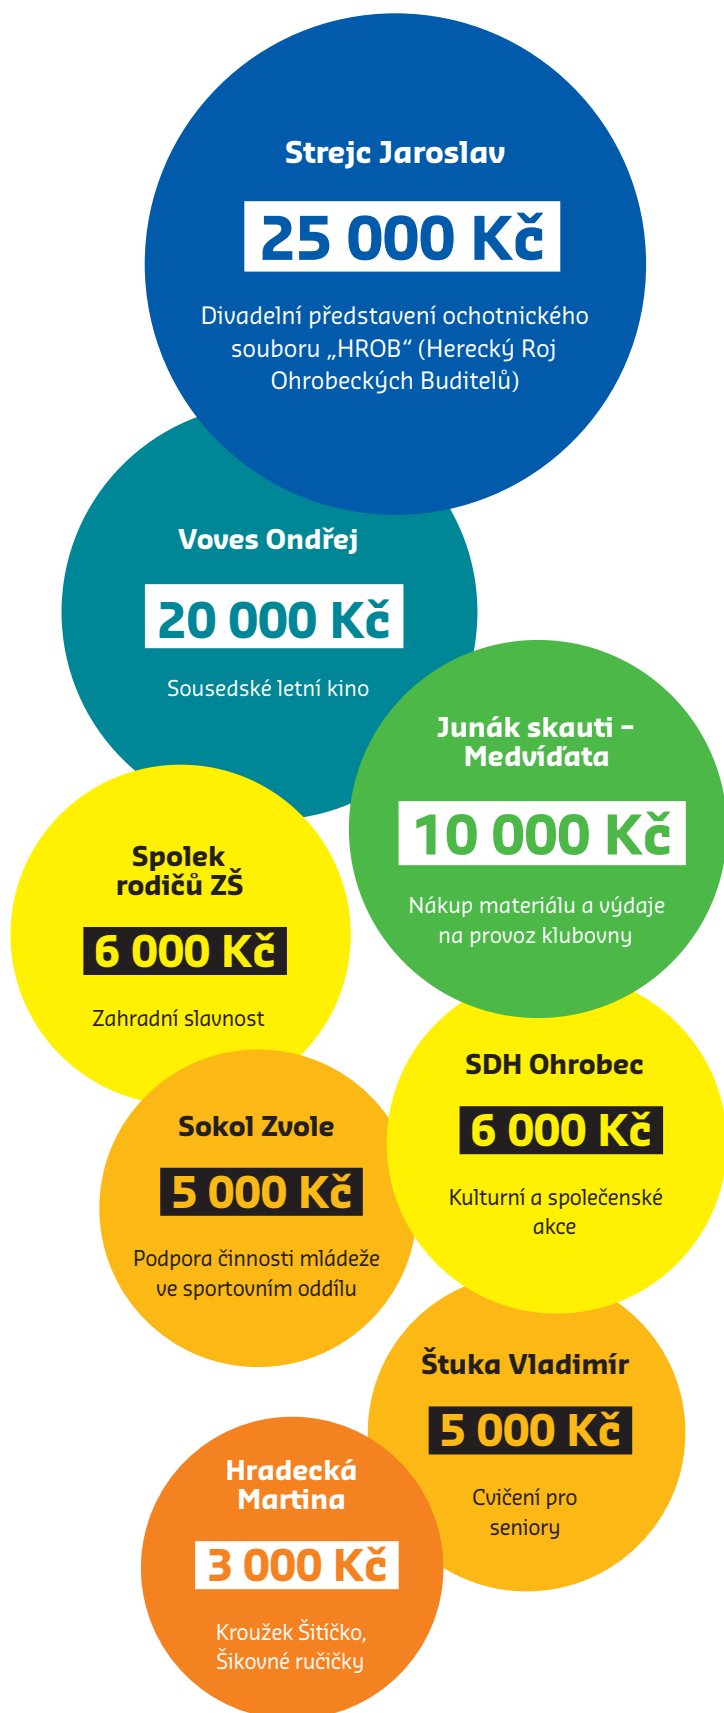 Strejc Jaroslav
25 000 Kč
Divadelní představení ochotnického
souboru „HROB“ (Herecký Roj
Ohrobeckých Buditelů)
Voves Ondřej
20 000 Kč
Sousedské letní kino
Junák skauti –
Medvíďata
10 000 Kč
Nákup materiálu a výdaje
na provoz klubovny
Spolek
rodičů ZŠ
6 000 Kč
Zahradní slavnost
SDH Ohrobec
6 000 Kč
Kulturní a společenské
akce
Sokol Zvole
5 000 Kč
Podpora činnosti mládeže
ve sportovním oddílu
Štuka Vladimír
5 000 Kč
Cvičení pro
seniory
Hradecká
Martina
3 000 Kč
Kroužek Šitíčko,
Šikovné ručičky